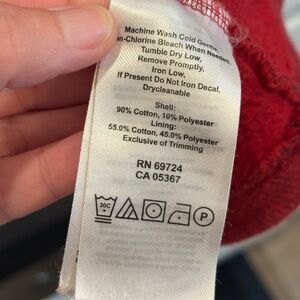 Machine Wash Cold Gentle,
on-Chlorine Bleach When Needed,
Tumble Dry Low,
Remove Promptly,
Iron Low,
If Present Do Not Iron Decal.
Drycleanable
Shell:
90% Cotton, 10% Polyester
Lining:
55.0% Cotton, 45.0% Polyester
Exclusive of Trimming
RN 69724
CA 05367
30C P